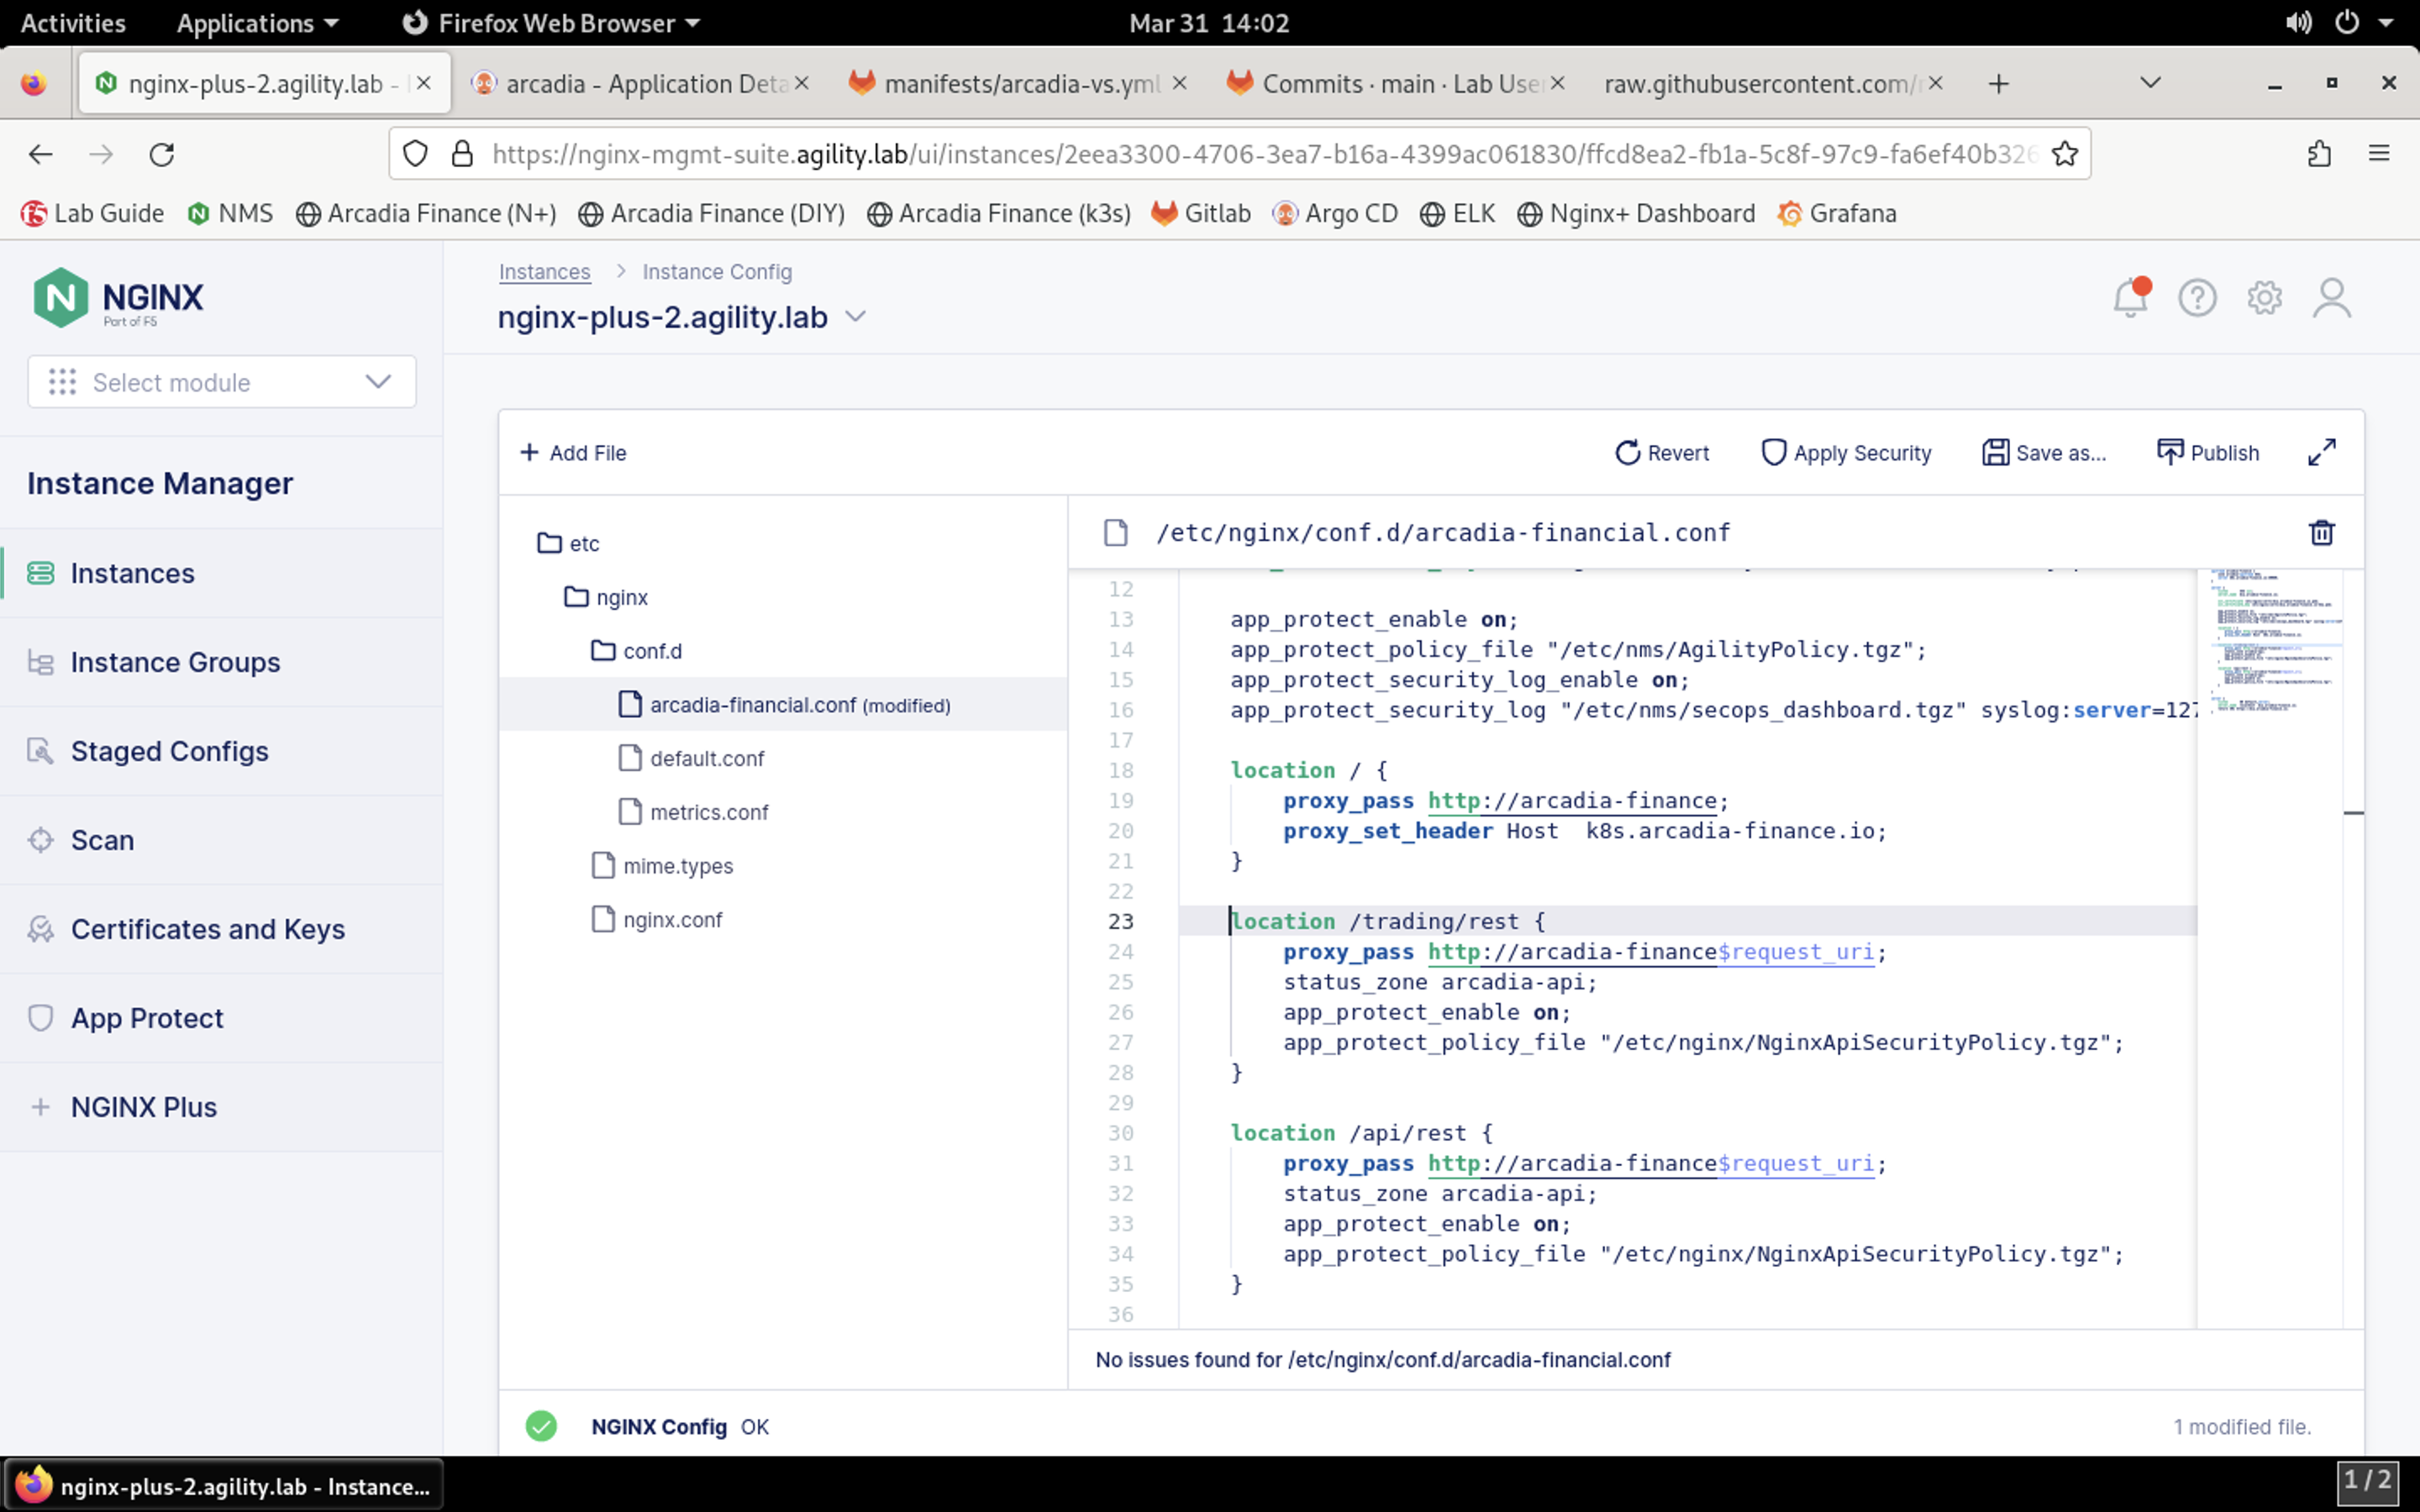 Activities Applications Firefox Web Browser Mar 31 14:02
nginx-plus-2.agility.lab - arcadia - Application Deta manifests/arcadia-vs.yml Commits · main · Lab Use raw.githubusercontent.com/
https://nginx-mgmt-suite.agility.lab/ui/instances/2eea3300-4706-3ea7-b16a-4399ac061830/ffcd8ea2-fb1a-5c8f-97c9-fa6ef40b326
Lab Guide NMS Arcadia Finance (N+) Arcadia Finance (DIY) Arcadia Finance (k3s) Gitlab Argo CD ELK Nginx+ Dashboard Grafana
NGINX
Part of F5
Select module
Instance Manager
Instances
Instance Groups
Staged Configs
Scan
Certificates and Keys
App Protect
NGINX Plus
Instances > Instance Config
nginx-plus-2.agility.lab
+ Add File Revert Apply Security Save as... Publish
etc
nginx
conf.d
arcadia-financial.conf (modified)
default.conf
metrics.conf
mime.types
nginx.conf
/etc/nginx/conf.d/arcadia-financial.conf
12
13 app_protect_enable on;
14 app_protect_policy_file "/etc/nms/AgilityPolicy.tgz";
15 app_protect_security_log_enable on;
16 app_protect_security_log "/etc/nms/secops_dashboard.tgz" syslog:server=127
17
18 location / {
19 proxy_pass http://arcadia-finance;
20 proxy_set_header Host k8s.arcadia-finance.io;
21 }
22
23 location /trading/rest {
24 proxy_pass http://arcadia-finance$request_uri;
25 status_zone arcadia-api;
26 app_protect_enable on;
27 app_protect_policy_file "/etc/nginx/NginxApiSecurityPolicy.tgz";
28 }
29
30 location /api/rest {
31 proxy_pass http://arcadia-finance$request_uri;
32 status_zone arcadia-api;
33 app_protect_enable on;
34 app_protect_policy_file "/etc/nginx/NginxApiSecurityPolicy.tgz";
35 }
36
No issues found for /etc/nginx/conf.d/arcadia-financial.conf
NGINX Config OK 1 modified file.
nginx-plus-2.agility.lab - Instance... 1 / 2